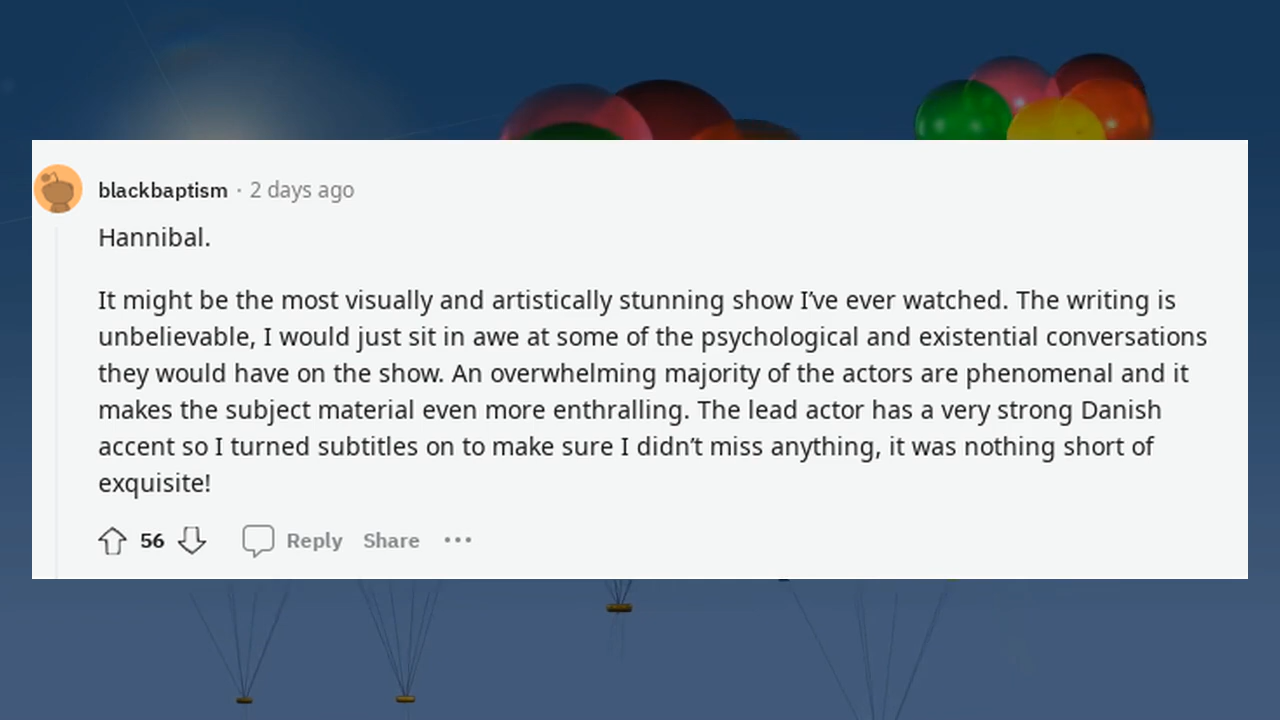 blackbaptism · 2 days ago
Hannibal.
It might be the most visually and artistically stunning show I’ve ever watched. The writing is
unbelievable, I would just sit in awe at some of the psychological and existential conversations
they would have on the show. An overwhelming majority of the actors are phenomenal and it
makes the subject material even more enthralling. The lead actor has a very strong Danish
accent so I turned subtitles on to make sure I didn’t miss anything, it was nothing short of
exquisite!
56 Reply Share